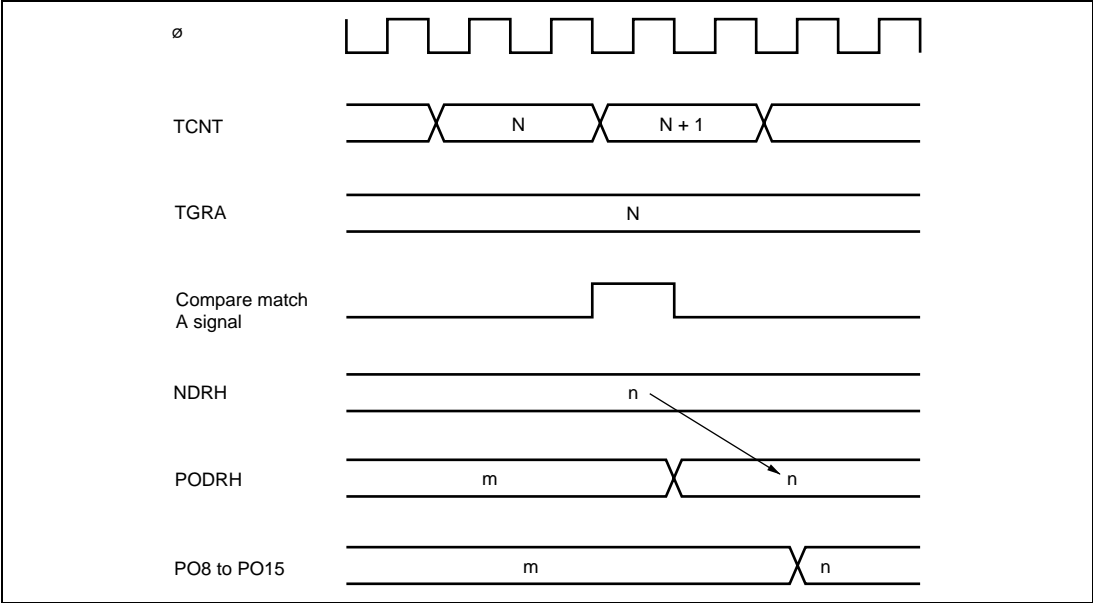 ø
TCNT
N
N + 1
TGRA
N
Compare match
A signal
NDRH
n
PODRH
m
n
PO8 to PO15
m
n